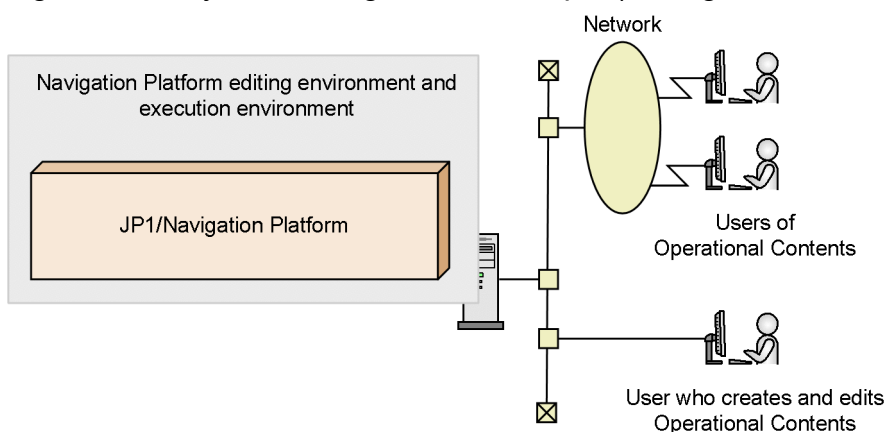 Network
Navigation Platform editing environment and
execution environment
JP1/Navigation Platform
Users of
Operational Contents
User who creates and edits
Operational Contents